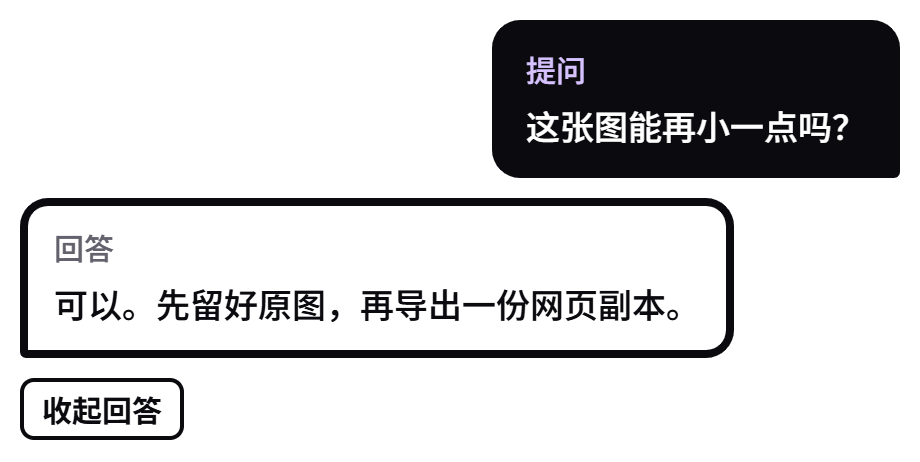 提问
这张图能再小一点吗？
回答
可以。先留好原图，再导出一份网页副本。
收起回答